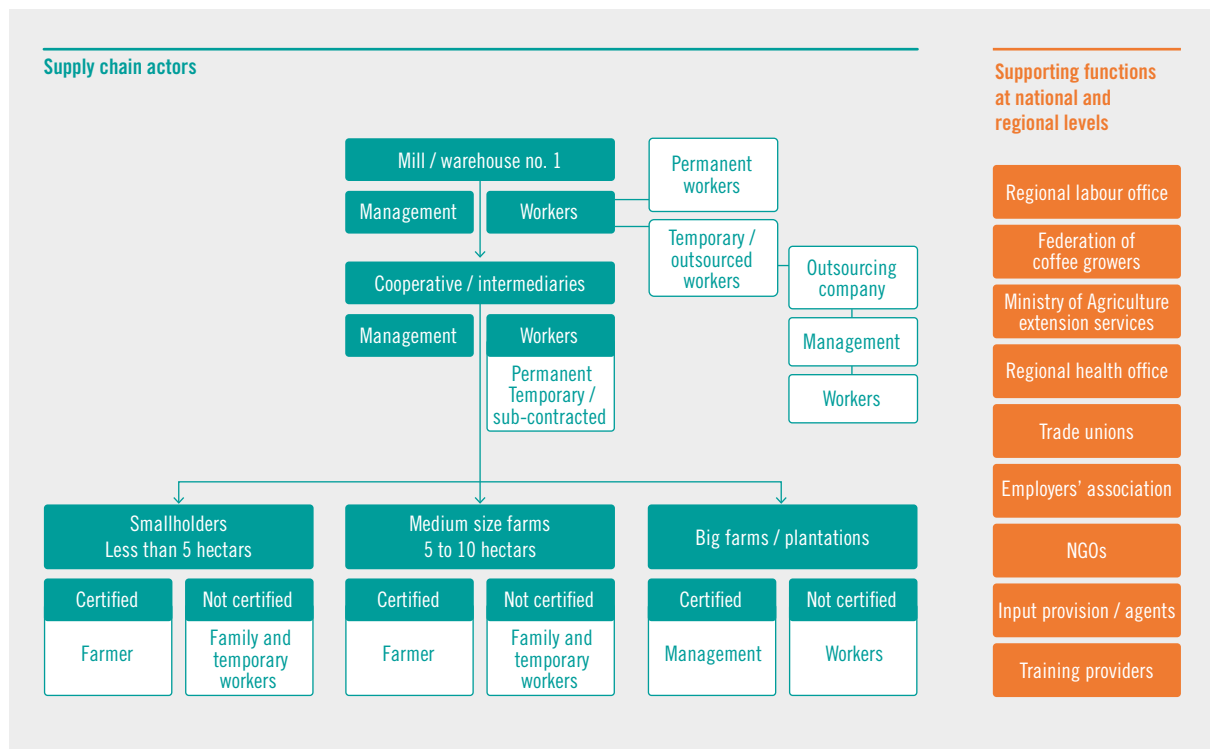 Supply chain actors
Supporting functions
at national and
regional levels
Mill / warehouse no. 1
Management
Workers
Permanent
workers
Temporary /
outsourced
workers
Outsourcing
company
Management
Workers
Cooperative / intermediaries
Management
Workers
Permanent
Temporary /
sub-contracted
Smallholders
Less than 5 hectars
Certified
Farmer
Not certified
Family and
temporary
workers
Medium size farms
5 to 10 hectars
Certified
Farmer
Not certified
Family and
temporary
workers
Big farms / plantations
Certified
Management
Not certified
Workers
Regional labour office
Federation of
coffee growers
Ministry of Agriculture
extension services
Regional health office
Trade unions
Employers’ association
NGOs
Input provision / agents
Training providers